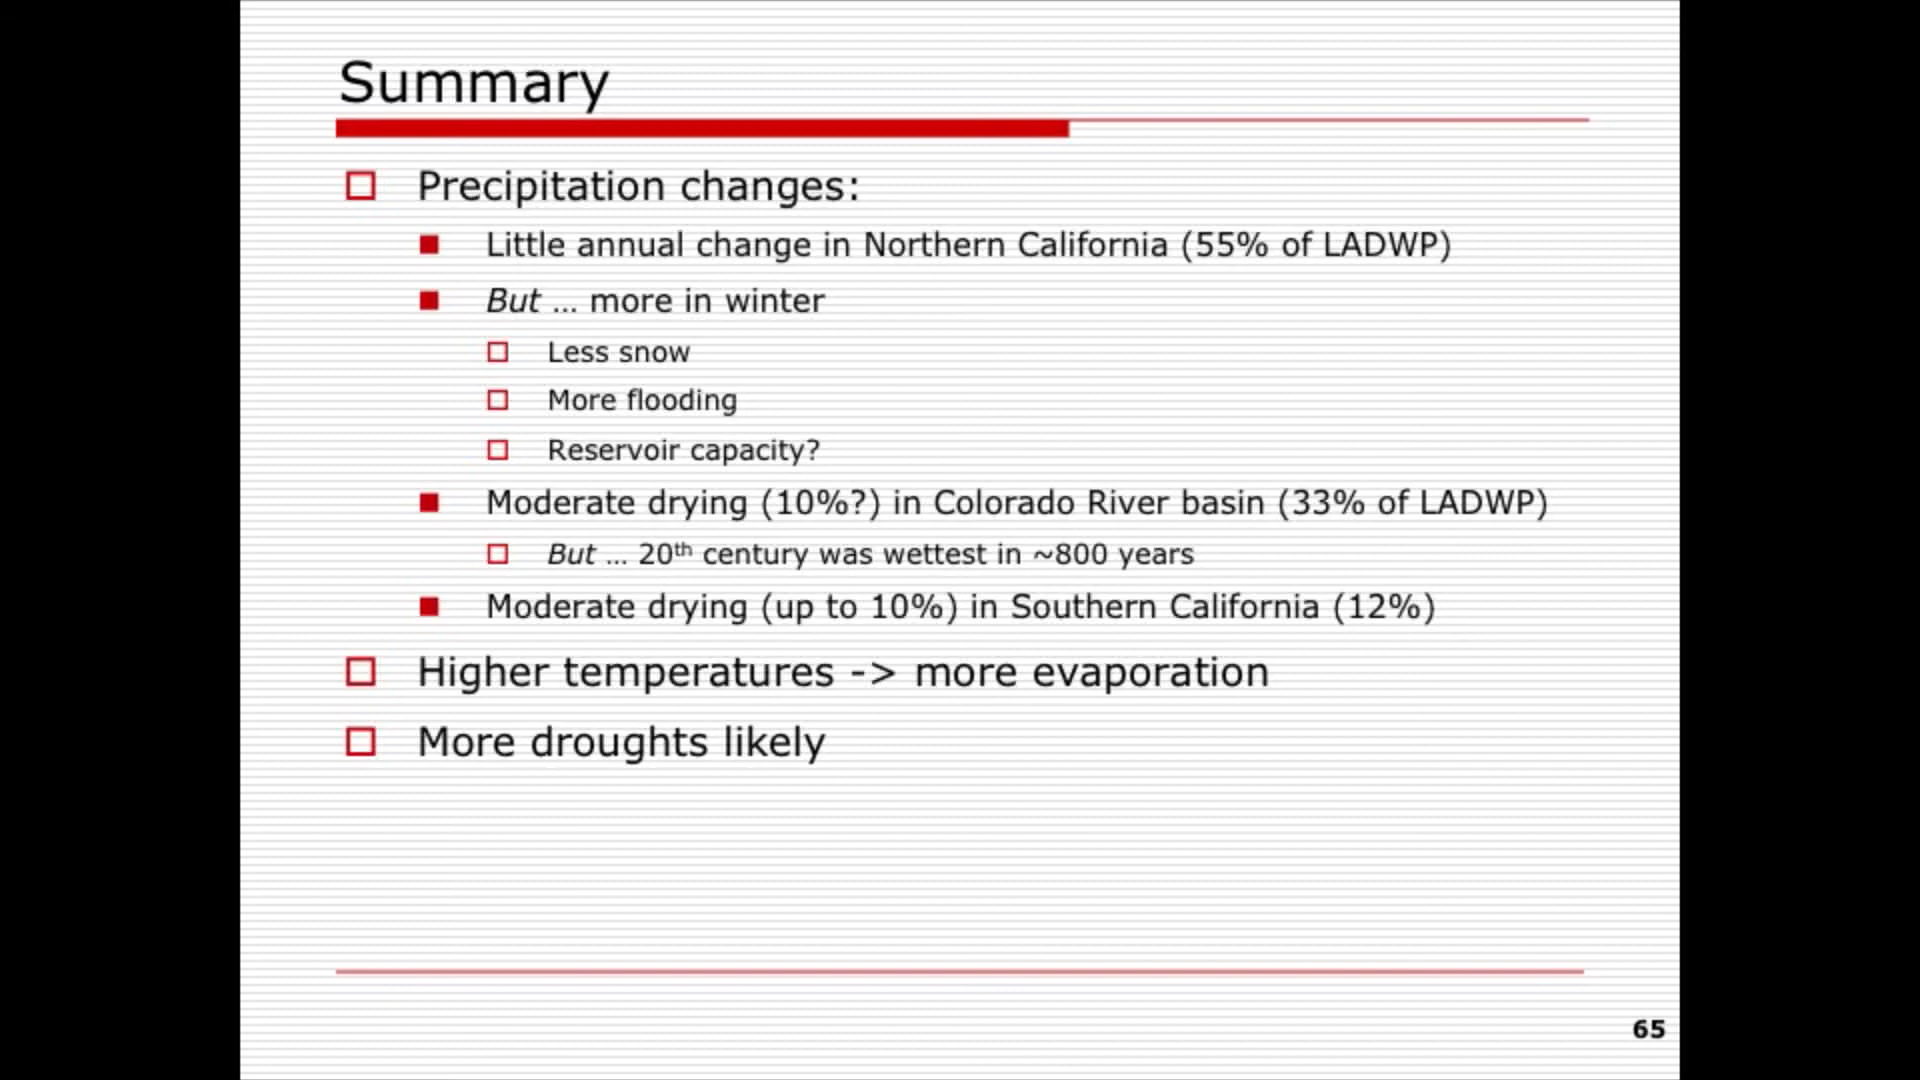 Summary
Precipitation changes:
Little annual change in Northern California (55% of LADWP)
But … more in winter
Less snow
More flooding
Reservoir capacity?
Moderate drying (10%?) in Colorado River basin (33% of LADWP)
But … 20th century was wettest in ~800 years
Moderate drying (up to 10%) in Southern California (12%)
Higher temperatures -> more evaporation
More droughts likely
65